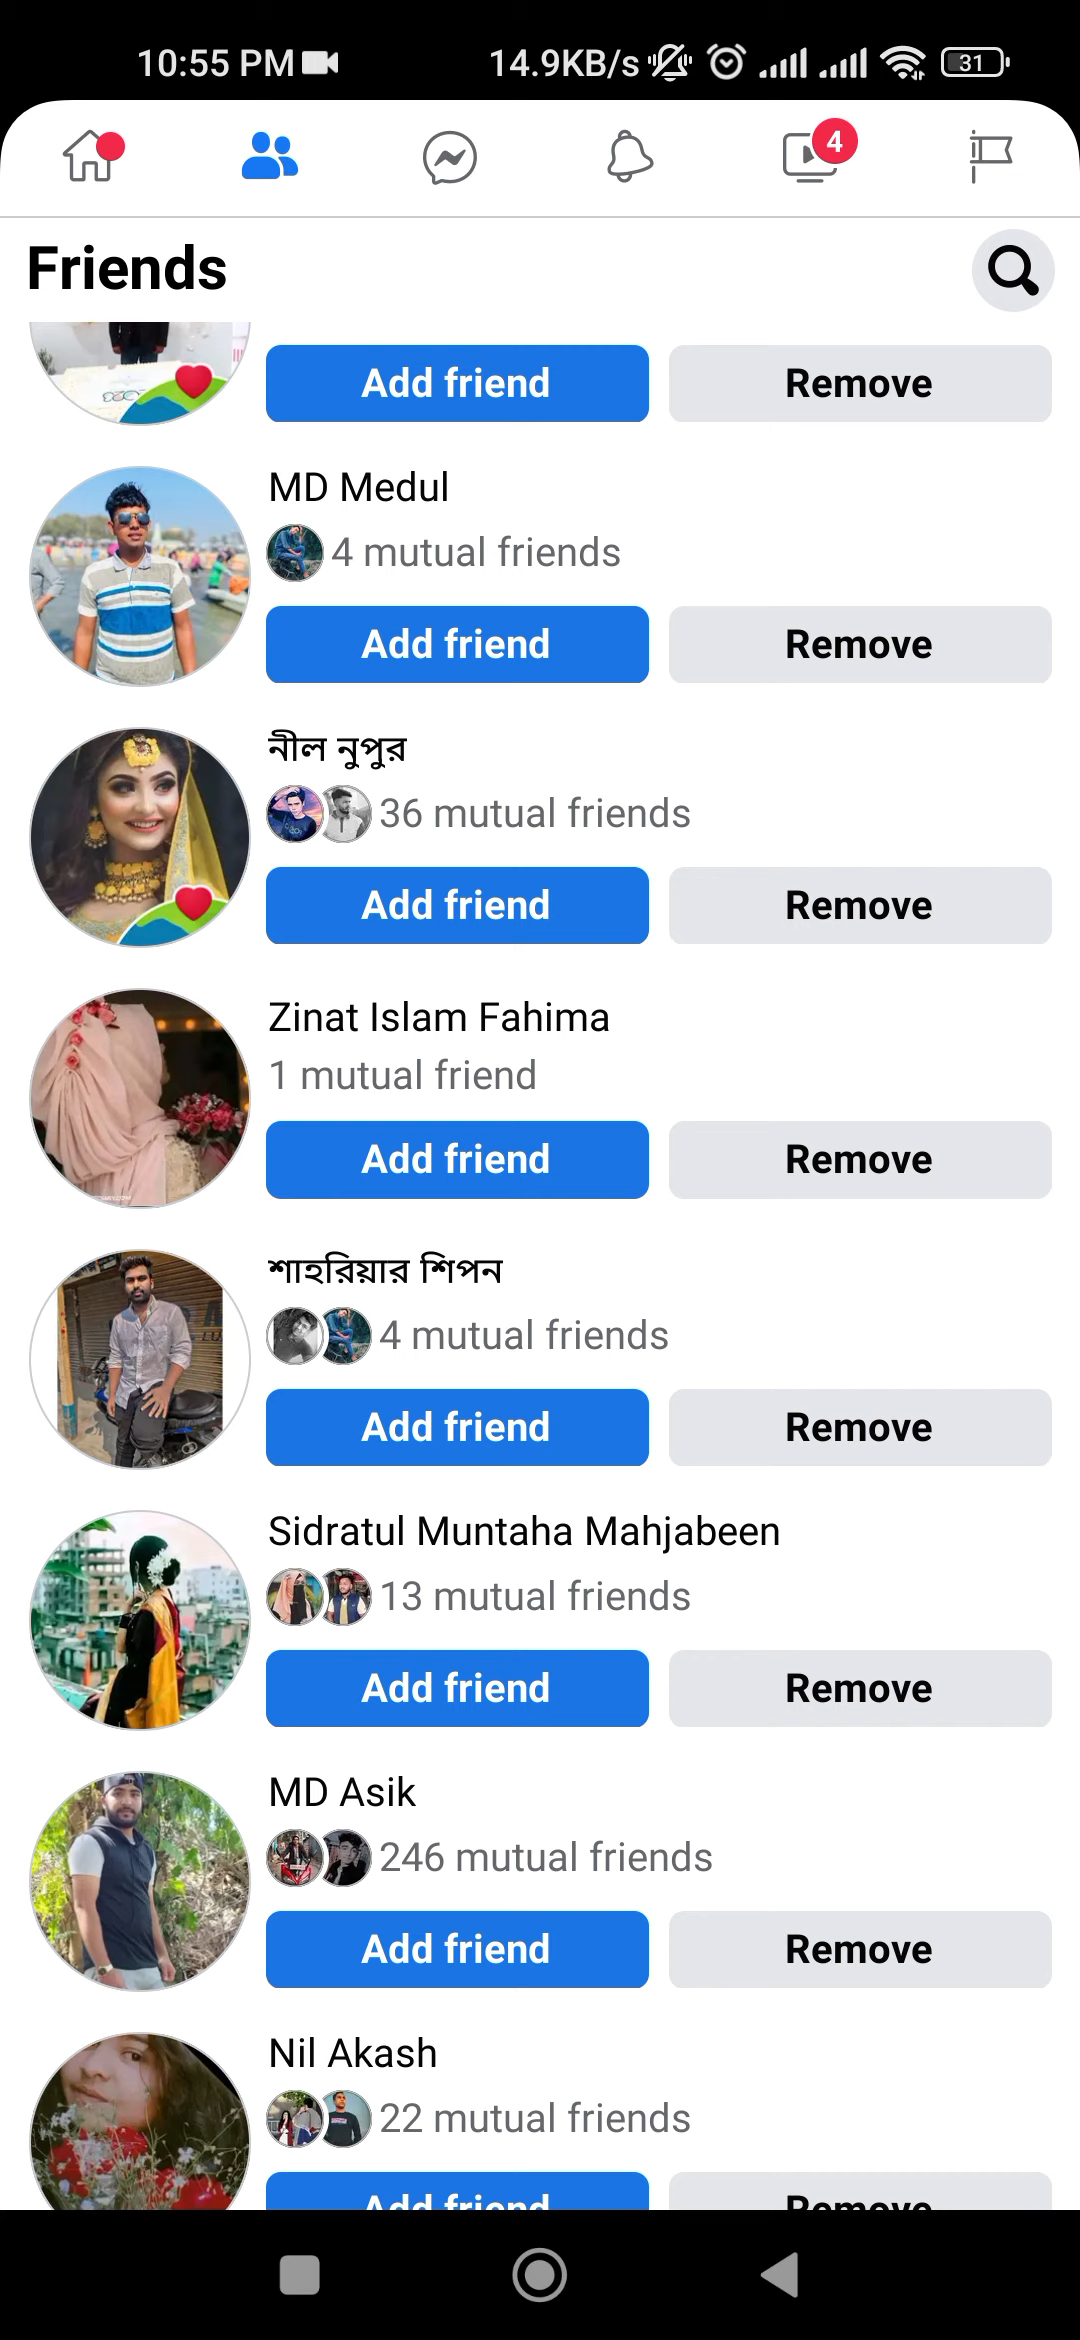 10:55 PM 14.9KB/s 31
4
Friends
Add friend Remove
MD Medul
4 mutual friends
Add friend Remove
নীল নুপুর
36 mutual friends
Add friend Remove
Zinat Islam Fahima
1 mutual friend
Add friend Remove
শাহরিয়ার শিপন
4 mutual friends
Add friend Remove
Sidratul Muntaha Mahjabeen
13 mutual friends
Add friend Remove
MD Asik
246 mutual friends
Add friend Remove
Nil Akash
22 mutual friends
Add friend Remove